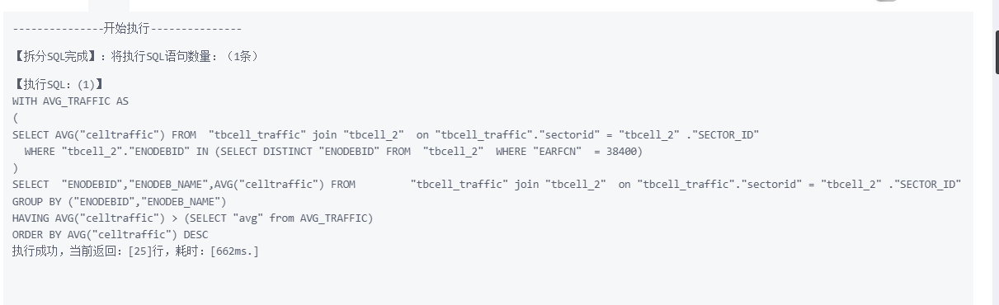 ---------------开始执行---------------
【拆分SQL完成】：将执行SQL语句数量：（1条）
【执行SQL：(1)】
WITH AVG_TRAFFIC AS
(
SELECT AVG("celltraffic") FROM  "tbcell_traffic" join "tbcell_2"  on "tbcell_traffic"."sectorid" = "tbcell_2" ."SECTOR_ID"
  WHERE "tbcell_2"."ENODEBID" IN (SELECT DISTINCT "ENODEBID" FROM  "tbcell_2"  WHERE "EARFCN"  = 38400)
)
SELECT  "ENODEBID","ENODEB_NAME",AVG("celltraffic") FROM         "tbcell_traffic" join "tbcell_2"  on "tbcell_traffic"."sectorid" = "tbcell_2" ."SECTOR_ID"
GROUP BY ("ENODEBID","ENODEB_NAME")
HAVING AVG("celltraffic") > (SELECT "avg" from AVG_TRAFFIC)
ORDER BY AVG("celltraffic") DESC
执行成功，当前返回：[25]行，耗时：[662ms.]